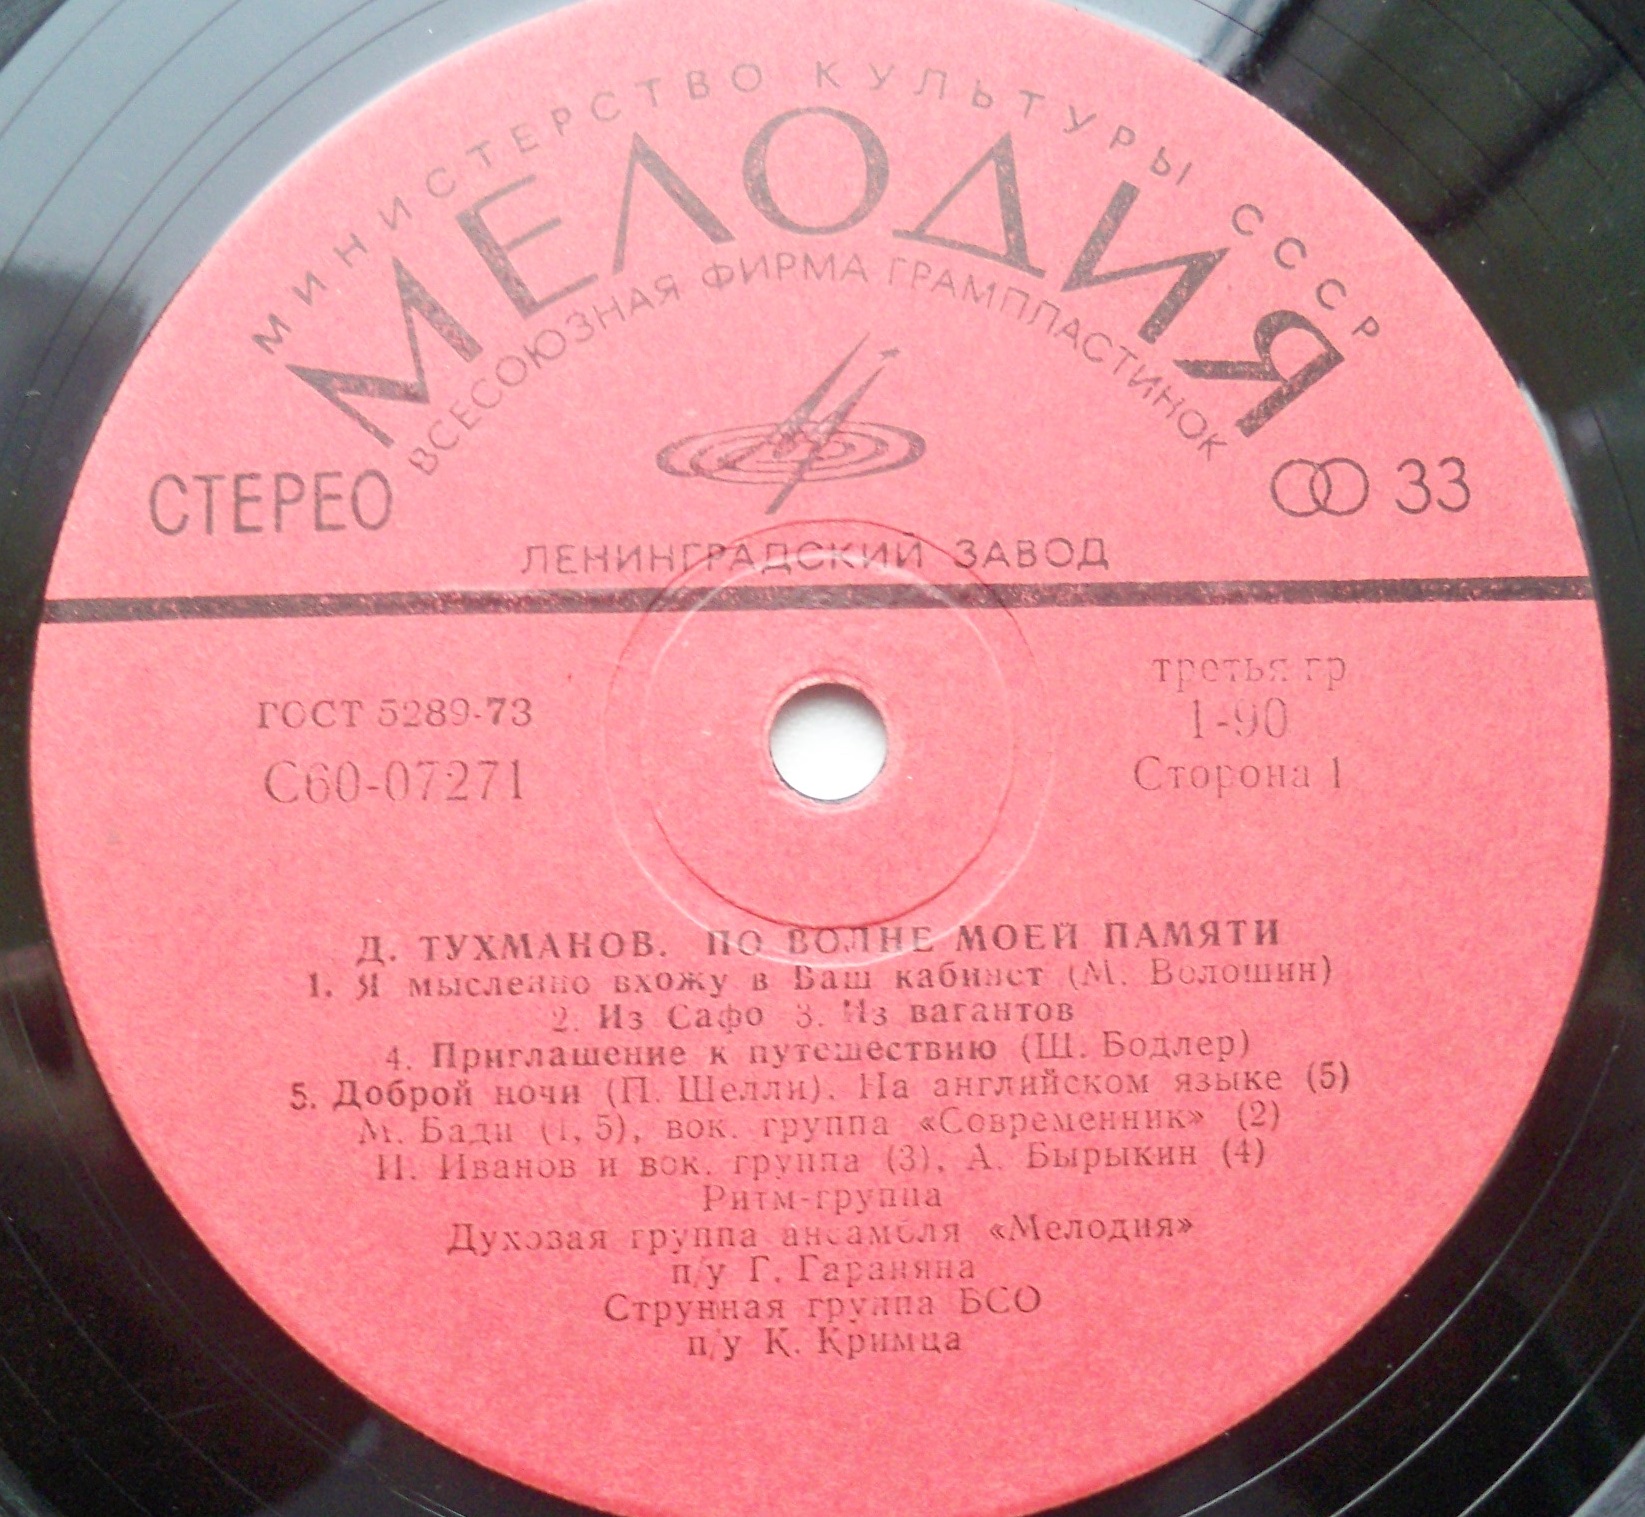 МИНИСТЕРСТВО КУЛЬТУРЫ СССР
МЕЛОДИЯ
ВСЕСОЮЗНАЯ ФИРМА ГРАМПЛАСТИНОК
СТЕРЕО
33
ЛЕНИНГРАДСКИЙ ЗАВОД
ГОСТ 5289-73
С60-07271
третья гр
1-90
Сторона 1
Д. ТУХМАНОВ. ПО ВОЛНЕ МОЕЙ ПАМЯТИ
1. Я мысленно вхожу в Ваш кабинет (М. Волошин)
2. Из Сафо 3. Из вагантов
4. Приглашение к путешествию (Ш. Бодлер)
5. Доброй ночи (П. Шелли). На английском языке (5)
М. Бади (1, 5), вок. группа «Современник» (2)
И. Иванов и вок. группа (3), А. Бырыкин (4)
Ритм-группа
Духовая группа ансамбля «Мелодия»
п/у Г. Гараняна
Струнная группа БСО
п/у К. Кримца